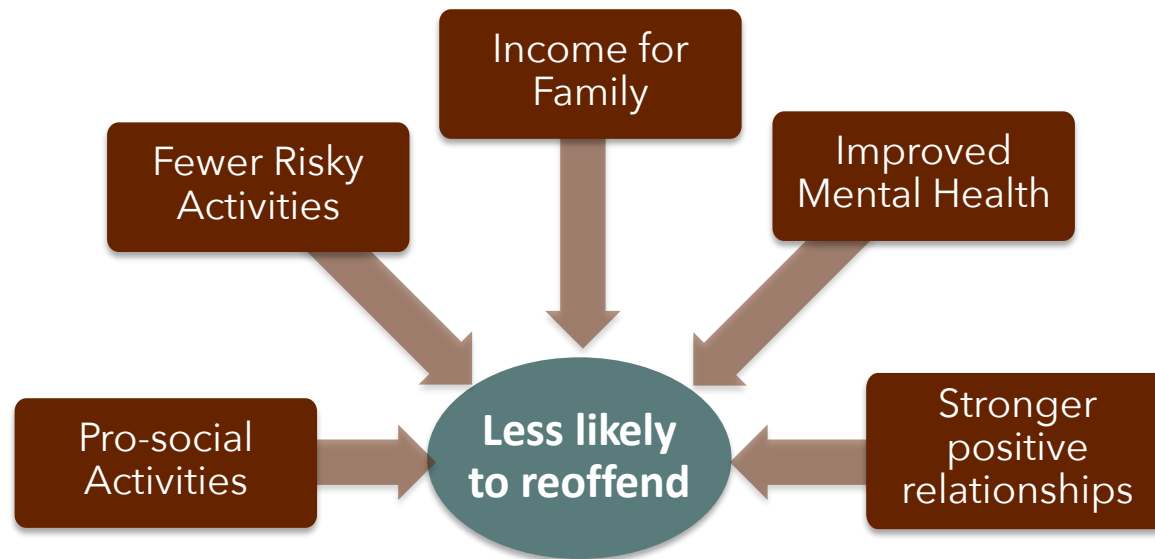 Income for
Family
Fewer Risky
Activities
Improved
Mental Health
Pro-social
Activities
Less likely
to reoffend
Stronger
positive
relationships